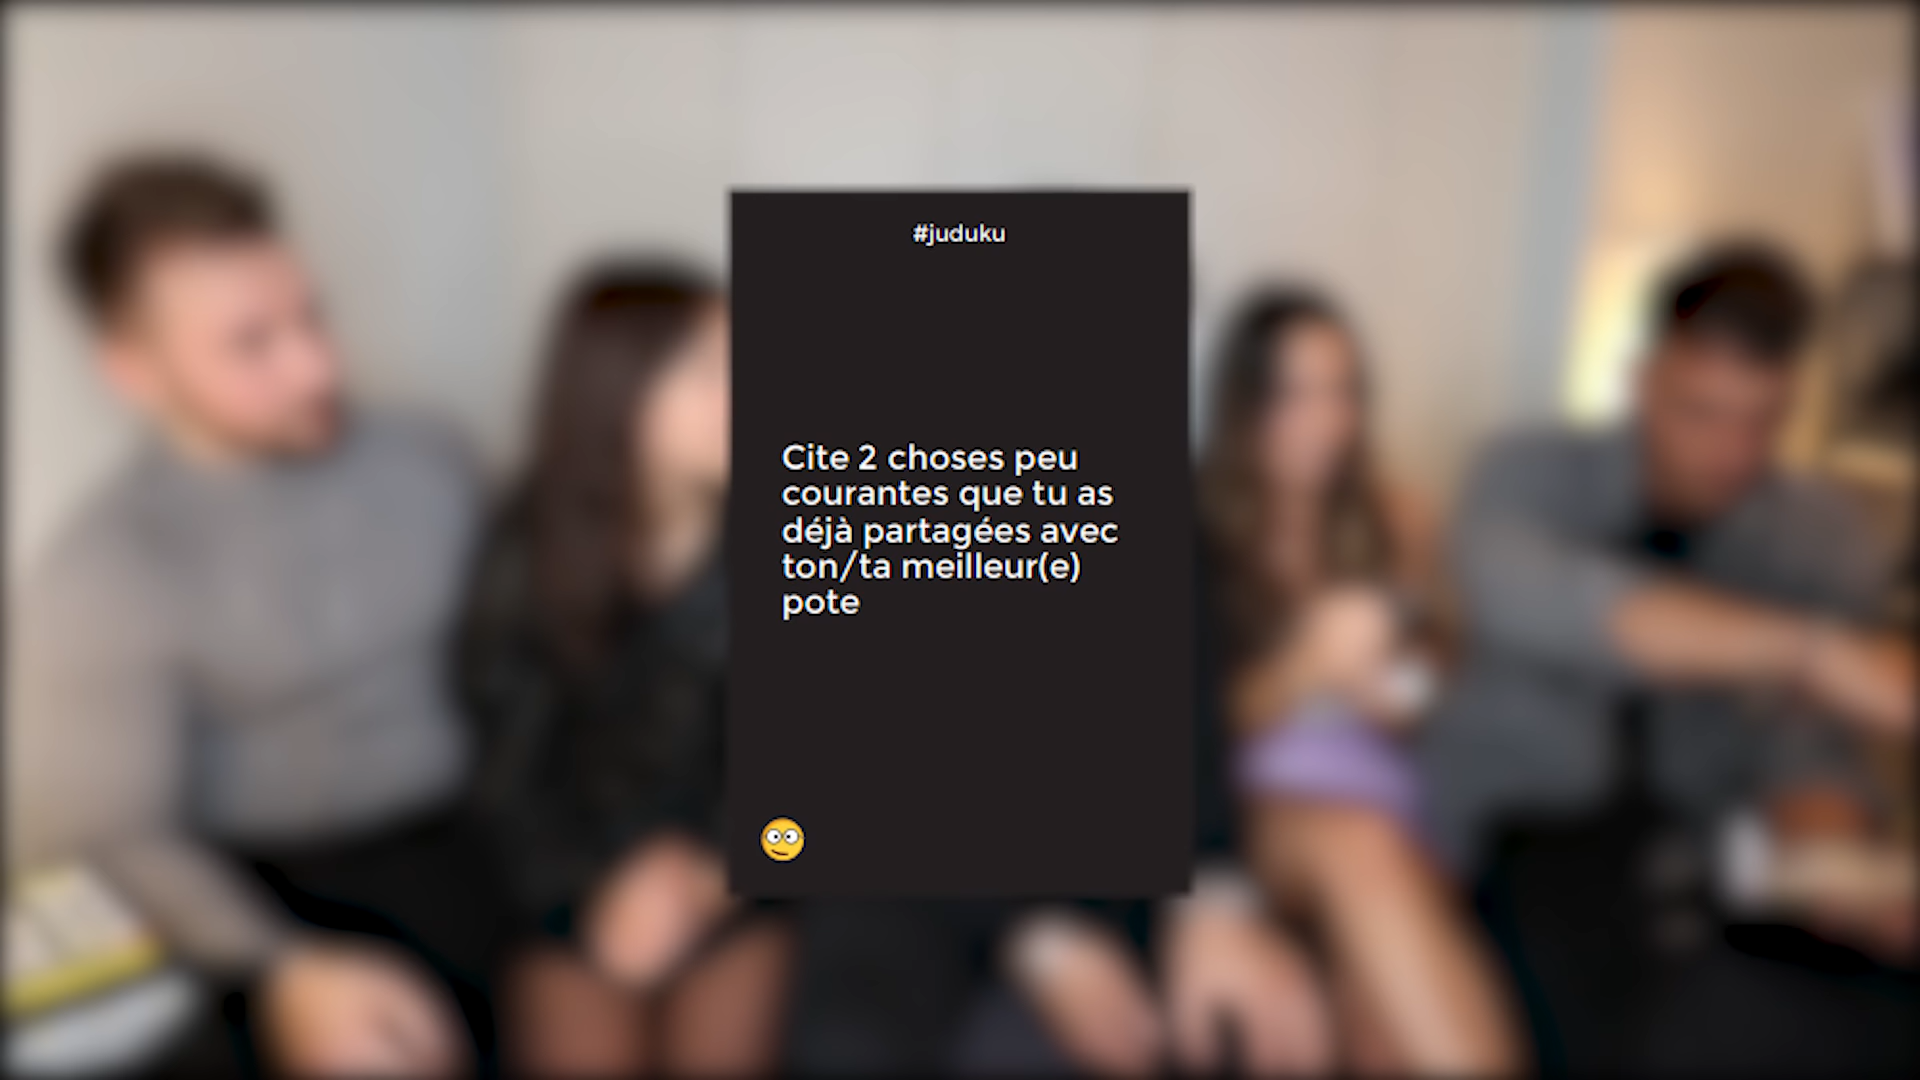 #juduku
Cite 2 choses peu
courantes que tu as
déjà partagées avec
ton/ta meilleur(e)
pote